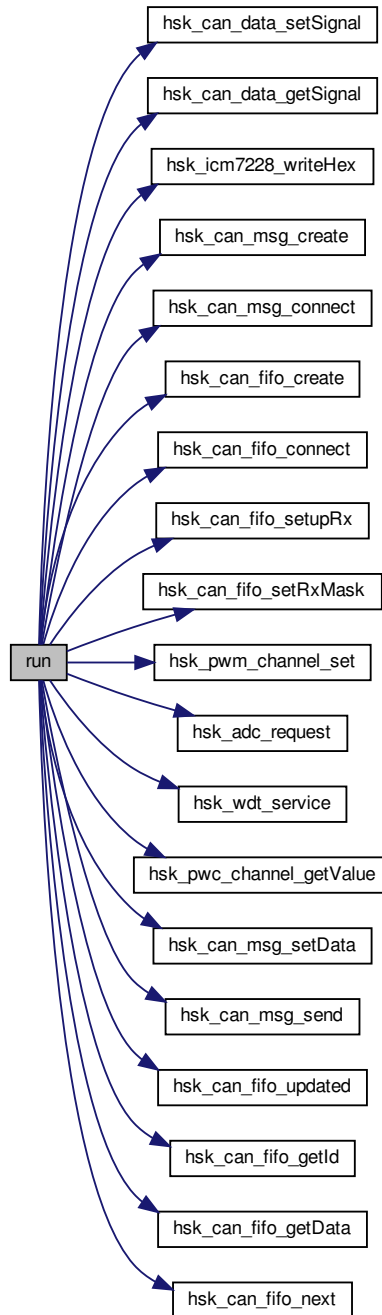 hsk_can_data_setSignal
hsk_can_data_getSignal
hsk_icm7228_writeHex
hsk_can_msg_create
hsk_can_msg_connect
hsk_can_fifo_create
hsk_can_fifo_connect
hsk_can_fifo_setupRx
hsk_can_fifo_setRxMask
run
hsk_pwm_channel_set
hsk_adc_request
hsk_wdt_service
hsk_pwc_channel_getValue
hsk_can_msg_setData
hsk_can_msg_send
hsk_can_fifo_updated
hsk_can_fifo_getId
hsk_can_fifo_getData
hsk_can_fifo_next